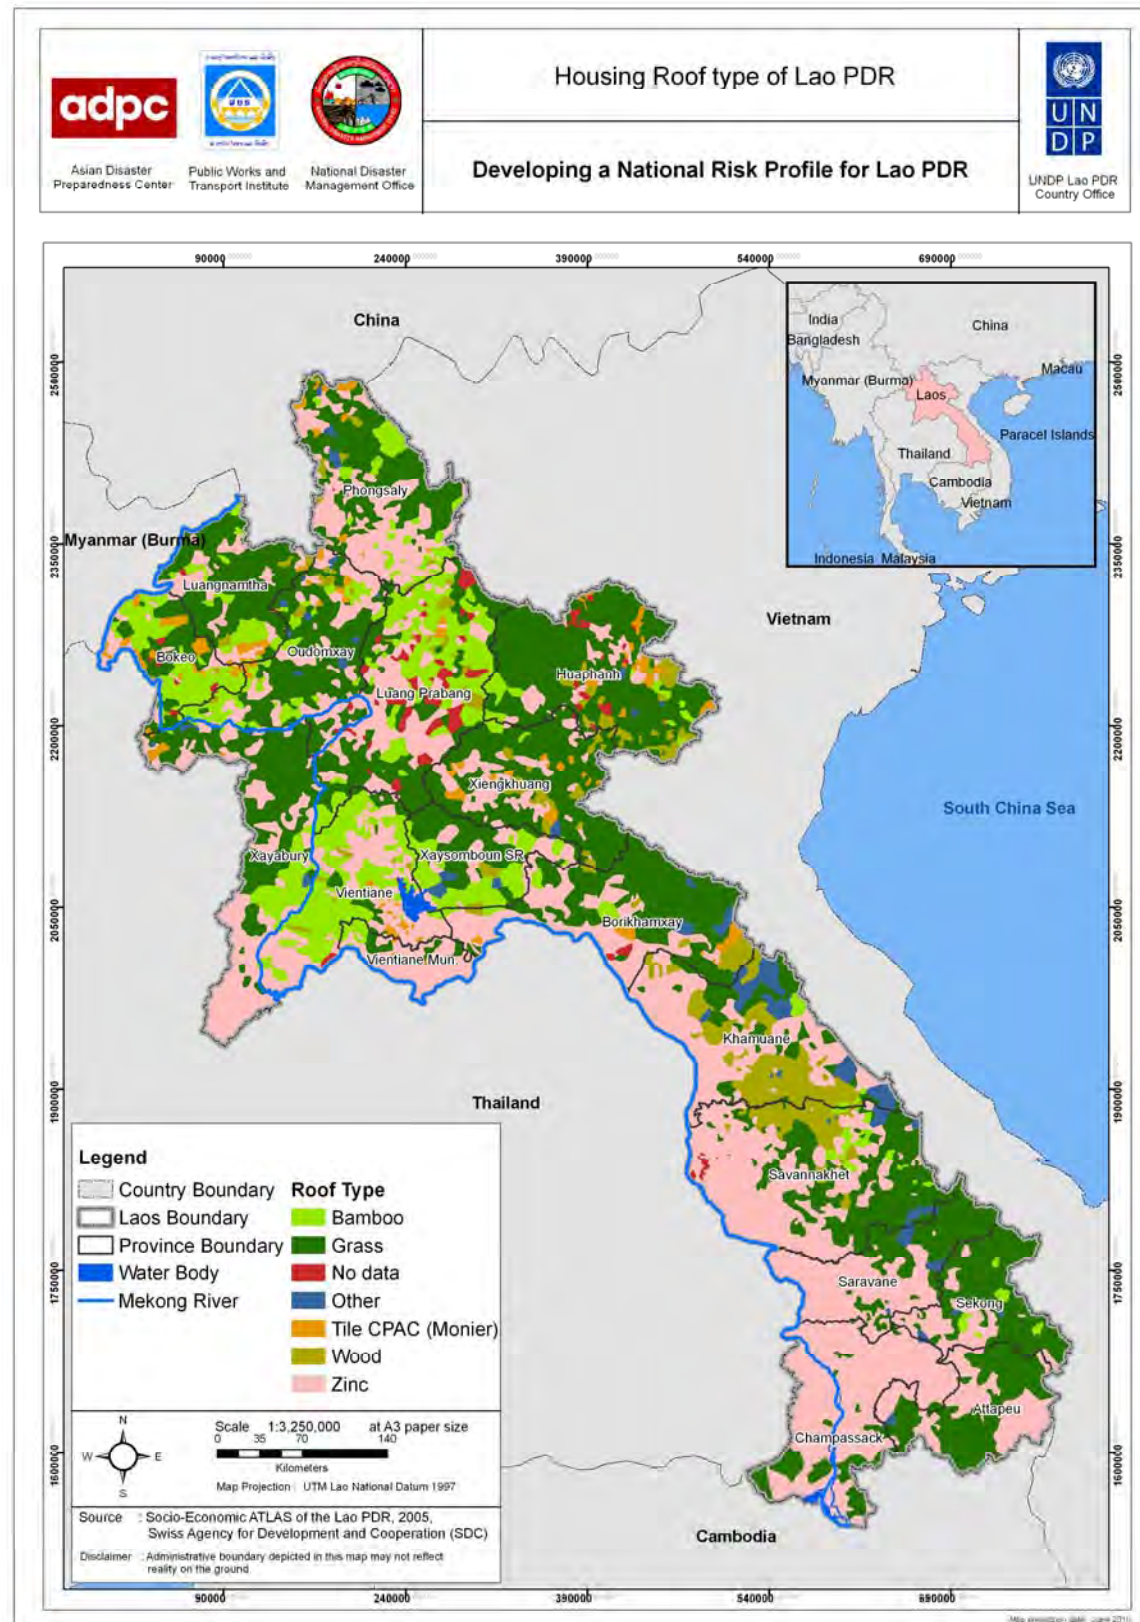 Housing Roof type of Lao PDR
Developing a National Risk Profile for Lao PDR
adpc
Asian Disaster
Preparedness Center
Public Works and
Transport Institute
National Disaster
Management Office
U N
D P
UNDP Lao PDR
Country Office
90000 240000 390000 540000 690000
2500000
2350000
2200000
2050000
1900000
1750000
1600000
2500000
2350000
2200000
2050000
1900000
1750000
1600000
China
Myanmar (Burma)
Vietnam
South China Sea
Thailand
Cambodia
India
Bangladesh
China
Macau
Myanmar (Burma)
Laos
Paracel Islands
Thailand
Cambodia
Vietnam
Indonesia Malaysia
Phongsaly
Luangnamtha
Bokeo
Oudomxay
Luang Prabang
Huaphanh
Xiengkhuang
Xayabury
Xaysomboun SR
Vientiane
Vientiane Mun.
Borikhamxay
Khamuane
Savannakhet
Saravane
Sekong
Attapeu
Champassack
Legend
Country Boundary
Laos Boundary
Province Boundary
Water Body
Mekong River
Roof Type
Bamboo
Grass
No data
Other
Tile CPAC (Monier)
Wood
Zinc
N
W E
S
Scale 1:3,250,000 at A3 paper size
0 35 70 140
Kilometers
Map Projection : UTM Lao National Datum 1997
Source : Socio-Economic ATLAS of the Lao PDR, 2005,
Swiss Agency for Development and Cooperation (SDC)
Disclaimer : Administrative boundary depicted in this map may not reflect
reality on the ground
90000 240000 390000 540000 690000